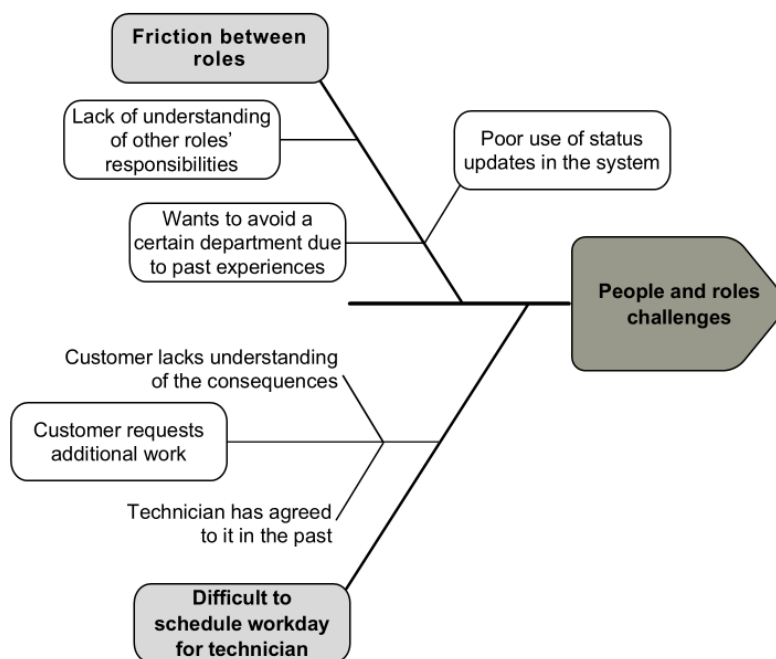 Friction between
roles
Lack of understanding
of other roles’
responsibilities
Poor use of status
updates in the system
Wants to avoid a
certain department due
to past experiences
People and roles
challenges
Customer lacks understanding
of the consequences
Customer requests
additional work
Technician has agreed
to it in the past
Difficult to
schedule workday
for technician